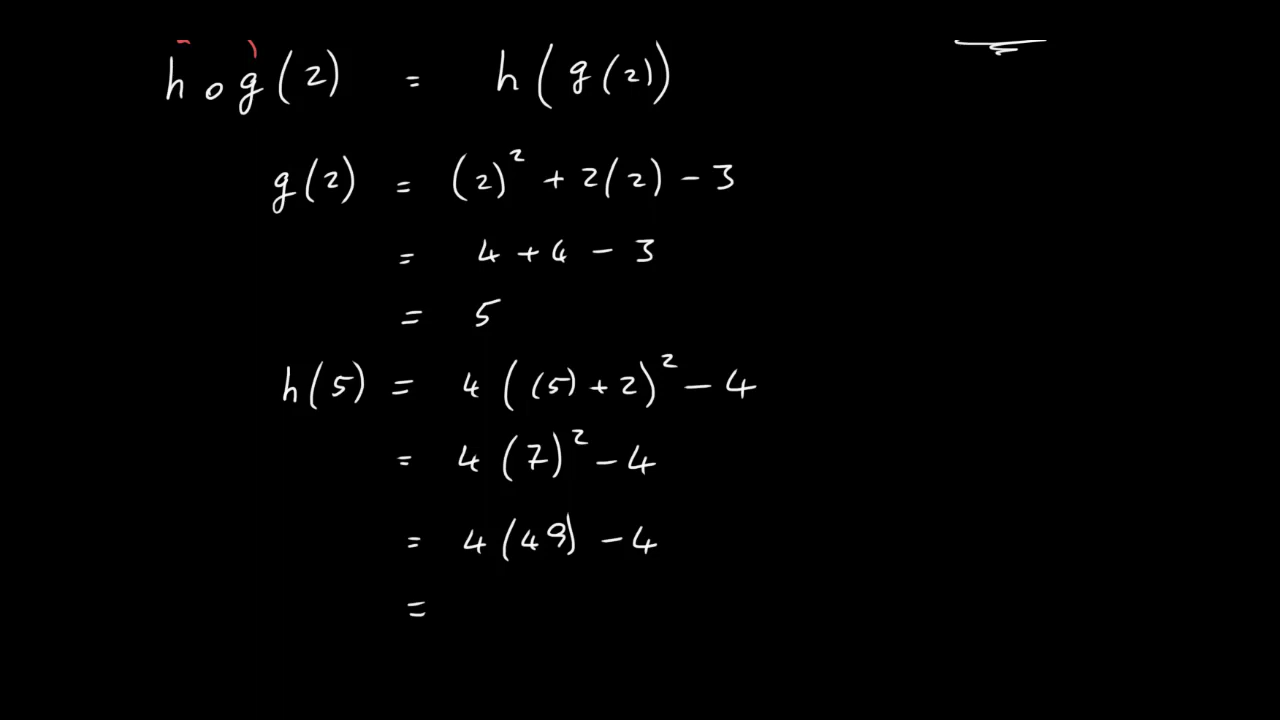 h o g (2) = h (g (2))
g (2) = (2)² + 2 (2) − 3
= 4 + 4 − 3
= 5
h (5) = 4 ((5) + 2)² − 4
= 4 (7)² − 4
= 4 (49) − 4
=